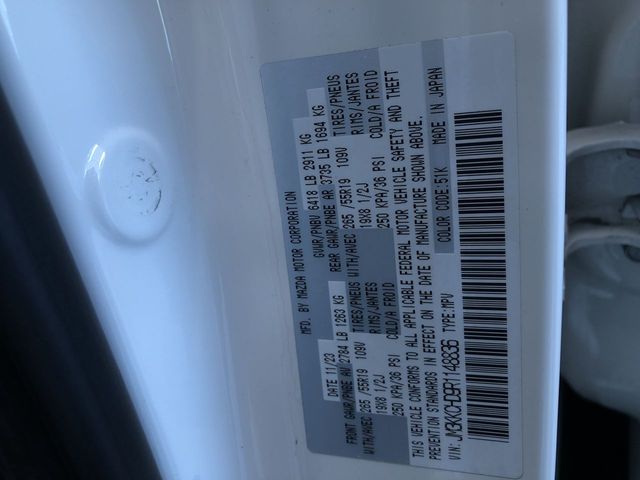 MFD. BY MAZDA MOTOR CORPORATION
DATE 11/23 GVWR/PNBV 6418 LB 2911 KG
FRONT GAWR/PNBE AV 2784 LB 1263 KG REAR GAWR/PNBE AR 3735 LB 1694 KG
TIRES/PNEUS WITH/AVEC 265 /55R19 109V TIRES/PNEUS
WITH/AVEC 265 /55R19 109V RIMS/JANTES 19X8 1/2J RIMS/JANTES
19X8 1/2J COLD/A FROID 250 KPA/36 PSI COLD/A FROID
250 KPA/36 PSI
THIS VEHICLE CONFORMS TO ALL APPLICABLE FEDERAL MOTOR VEHICLE SAFETY AND THEFT
PREVENTION STANDARDS IN EFFECT ON THE DATE OF MANUFACTURE SHOWN ABOVE.
VIN: JM3KKCHD9R1148836 TYPE: MPV COLOR CODE: 51K MADE IN JAPAN